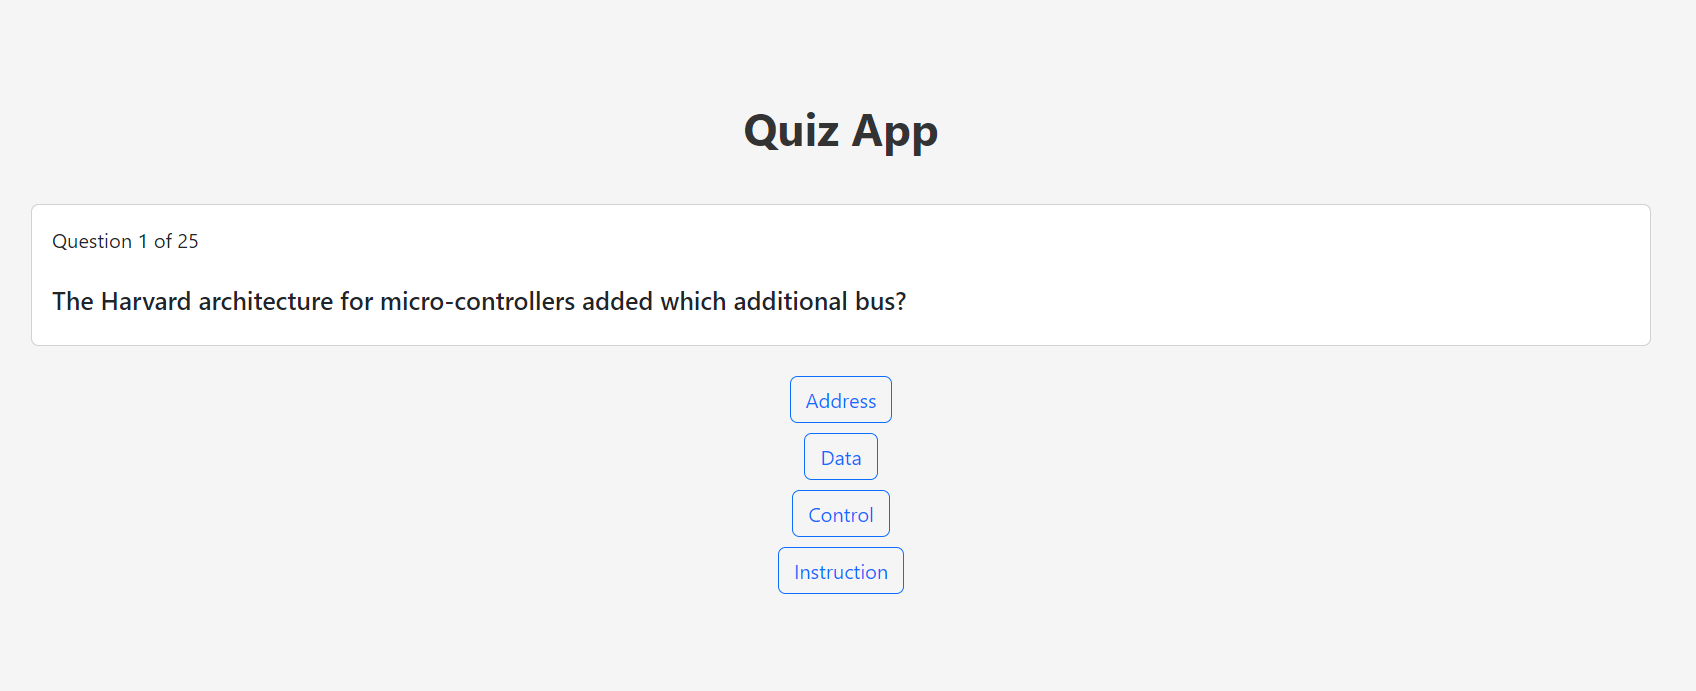 Quiz App
Question 1 of 25
The Harvard architecture for micro-controllers added which additional bus?
Address
Data
Control
Instruction